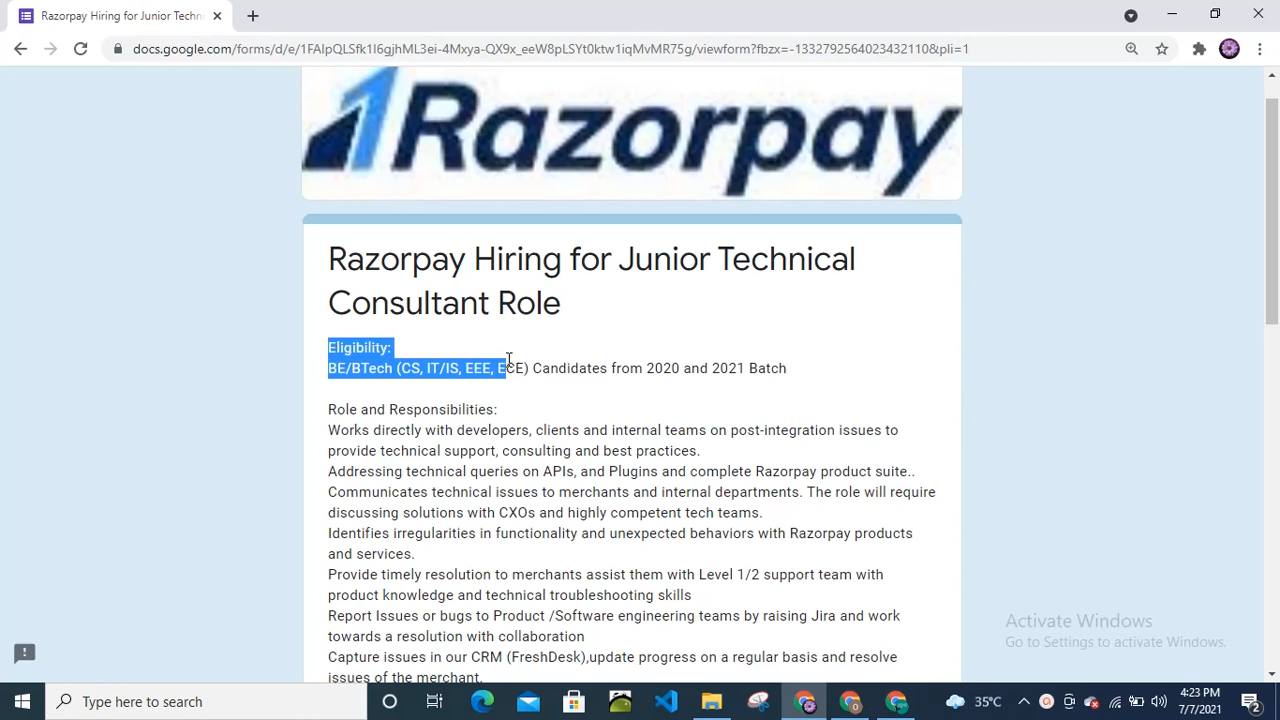 Razorpay Hiring for Junior Techn
docs.google.com/forms/d/e/1FAIpQLSfk1l6gjhML3ei-4Mxya-QX9x_eeW8pLSYt0ktw1iqMvMR75g/viewform?fbzx=-1332792564023432110&pli=1
Razorpay
Razorpay Hiring for Junior Technical
Consultant Role
Eligibility:
BE/BTech (CS, IT/IS, EEE, ECE) Candidates from 2020 and 2021 Batch
Role and Responsibilities:
Works directly with developers, clients and internal teams on post-integration issues to
provide technical support, consulting and best practices.
Addressing technical queries on APIs, and Plugins and complete Razorpay product suite..
Communicates technical issues to merchants and internal departments. The role will require
discussing solutions with CXOs and highly competent tech teams.
Identifies irregularities in functionality and unexpected behaviors with Razorpay products
and services.
Provide timely resolution to merchants assist them with Level 1/2 support team with
product knowledge and technical troubleshooting skills
Report Issues or bugs to Product /Software engineering teams by raising Jira and work
towards a resolution with collaboration
Capture issues in our CRM (FreshDesk),update progress on a regular basis and resolve
issues of the merchant.
Activate Windows
Go to Settings to activate Windows.
Type here to search
35°C
4:23 PM
7/7/2021
2